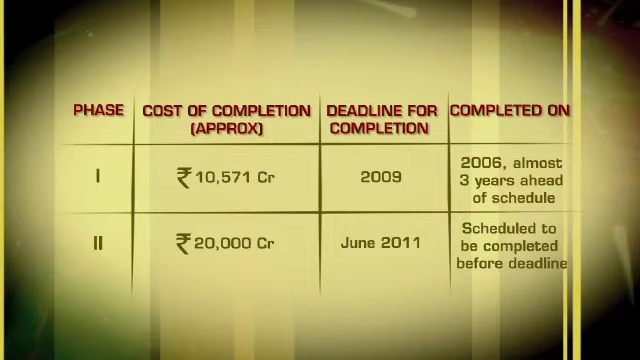 PHASE
COST OF COMPLETION
(APPROX)
DEADLINE FOR
COMPLETION
COMPLETED ON
I
₹ 10,571 Cr
2009
2006, almost
3 years ahead
of schedule
II
₹ 20,000 Cr
June 2011
Scheduled to
be completed
before deadline